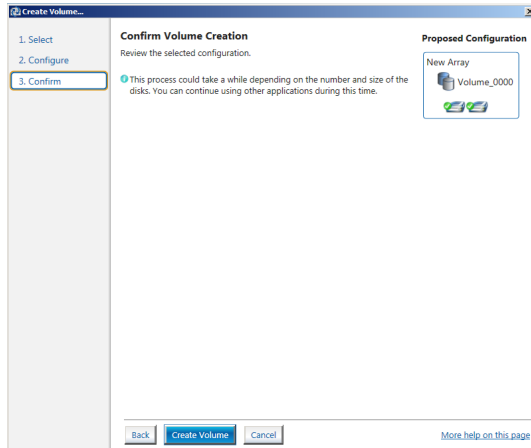 Create Volume...
1. Select
2. Configure
3. Confirm
Confirm Volume Creation
Review the selected configuration.
This process could take a while depending on the number and size of the
disks. You can continue using other applications during this time.
Proposed Configuration
New Array
Volume_0000
Back
Create Volume
Cancel
More help on this page